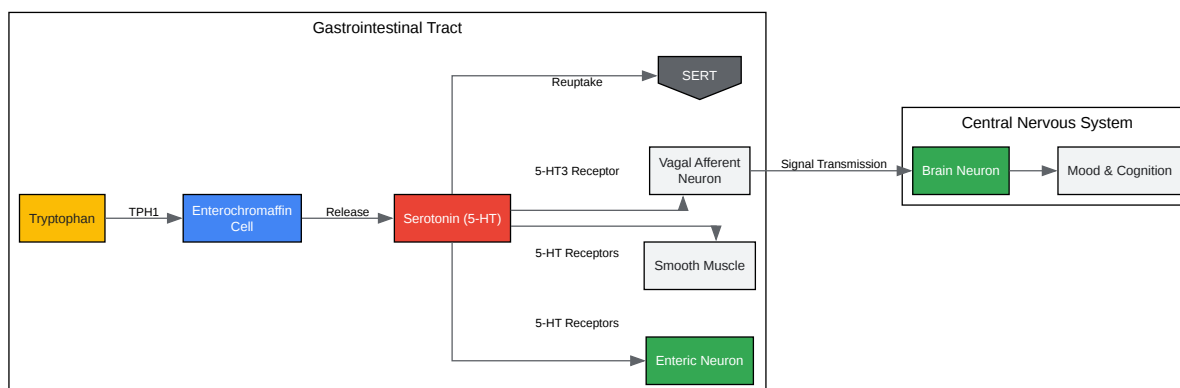 Gastrointestinal Tract
SERT
Reuptake
Central Nervous System
5-HT3 Receptor
Vagal Afferent
Neuron
Signal Transmission
Brain Neuron
Mood & Cognition
Tryptophan
TPH1
Enterochromaffin
Cell
Release
Serotonin (5-HT)
5-HT Receptors
Smooth Muscle
5-HT Receptors
Enteric Neuron